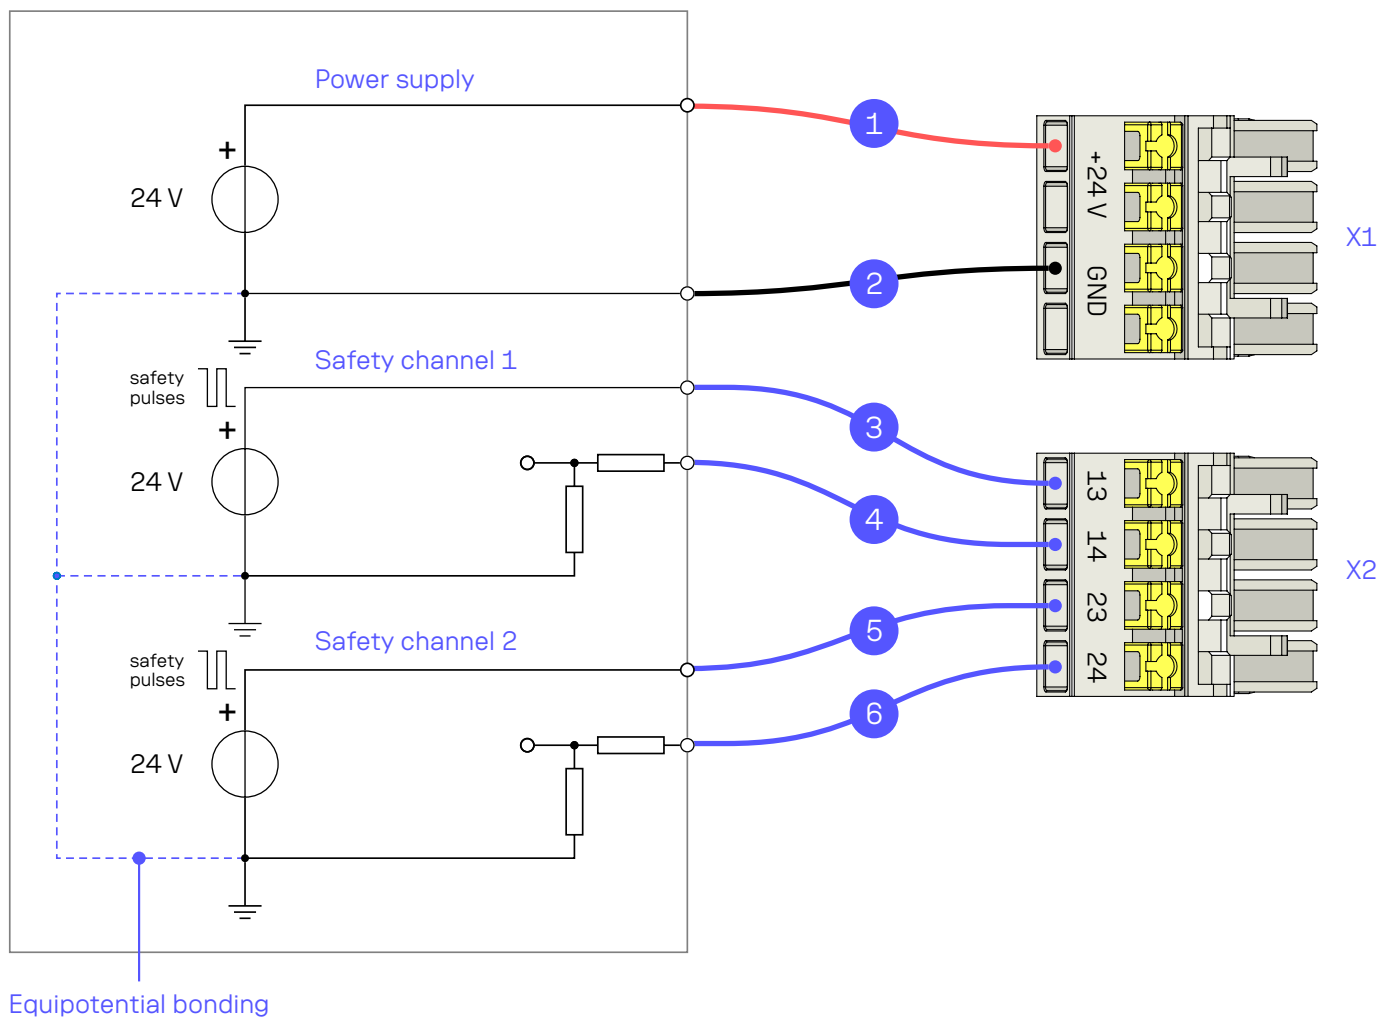 Power supply
1
+
24 V
+24 V
X1
GND
2
Safety channel 1
safety
pulses
+
3
24 V
13
4
14
X2
23
5
Safety channel 2
safety
pulses
24
+
6
24 V
Equipotential bonding